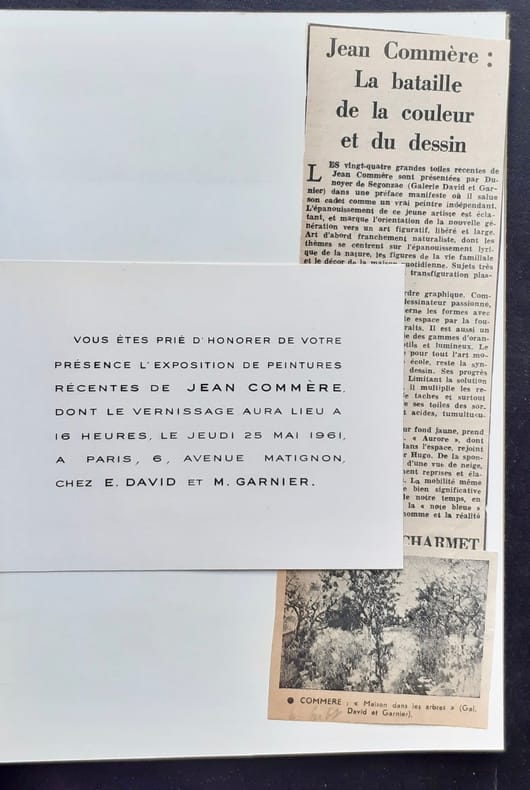 Jean Commère :
La bataille
de la couleur
et du dessin
LES vingt-quatre grandes toiles recentes de
Jean Commère sont présentées par Du-
noyer de Segonzac (Galerie David et Gar-
nier) dans une préface manifeste où il salue
son cadet comme un vrai peintre indépendant.
L'épanouissement de ce jeune artiste est écla-
tant, et marque l'orientation de la nouvelle gé-
nération vers un art figuratif, libéré et large.
Art d'abord franchement naturaliste, dont les
thèmes se centrent sur l'épanouissement lyri-
que de la nature, les figures de la vie familiale
et le décor de la maison quotidienne. Sujets très
transfiguration plas-
ordre graphique. Com-
dessinateur passionné,
erne les formes avec
e espace par la fou-
raits. Il est aussi un
e des gammes d'oran-
tils et lumineux. Le
pour tout l'art mo-
école, reste la syn-
dessin. Ses progrès
Limitant la solution
il multiplie les re-
e taches et surtout
e ses toiles des sor.
acides, tumultu
ur fond jaune, prend
« Aurore », dont
dans l'espace, rejoint
r Hugo. De la spon-
d'une vue de neige,
ent reprises et éla-
La mobilité même
e bien significative
le notre temps, en
la « note bleue »
homme et la réalité
CHARMET
VOUS ÊTES PRIÉ D'HONORER DE VOTRE
PRÉSENCE L'EXPOSITION DE PEINTURES
RÉCENTES DE JEAN COMMÈRE,
DONT LE VERNISSAGE AURA LIEU A
16 HEURES, LE JEUDI 25 MAI 1961,
A PARIS, 6, AVENUE MATIGNON,
CHEZ E. DAVID ET M. GARNIER.
● COMMERE : « Maison dans les arbres » (Gal.
David et Garnier).